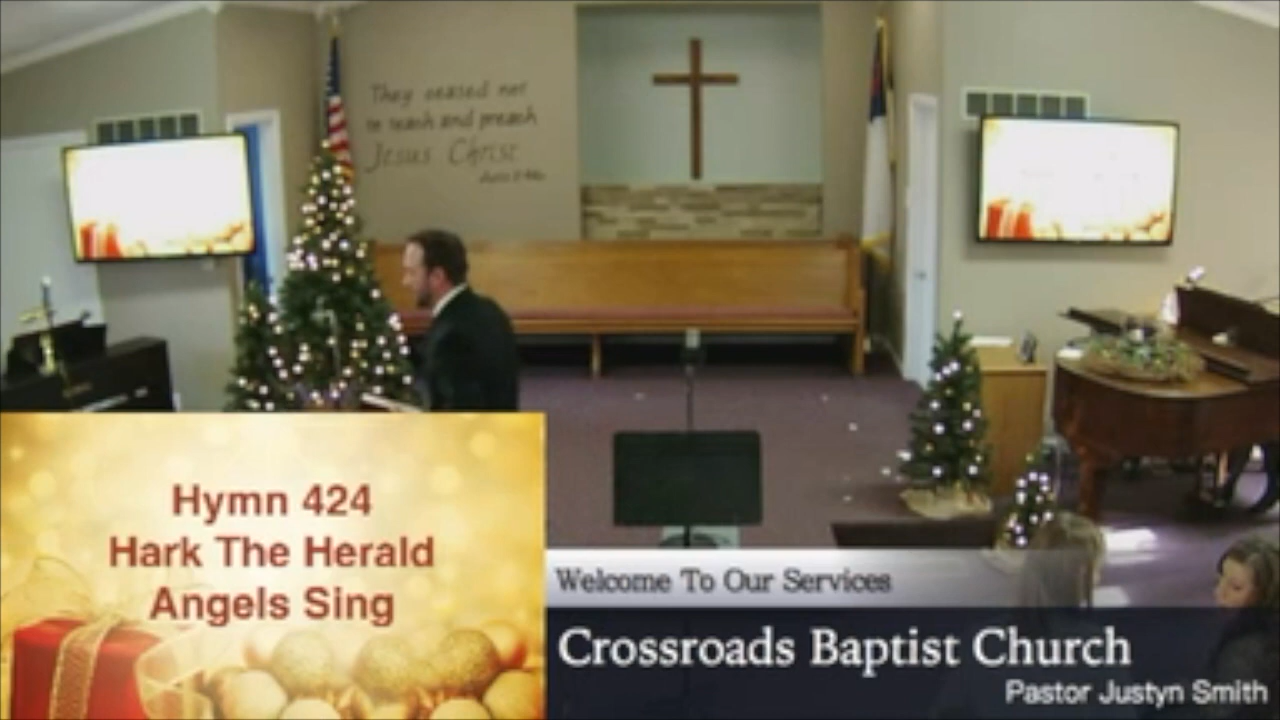 They ceased not
to teach and preach
Jesus Christ
Hymn 424
Hark The Herald
Angels Sing
Welcome To Our Services
Crossroads Baptist Church
Pastor Justyn Smith